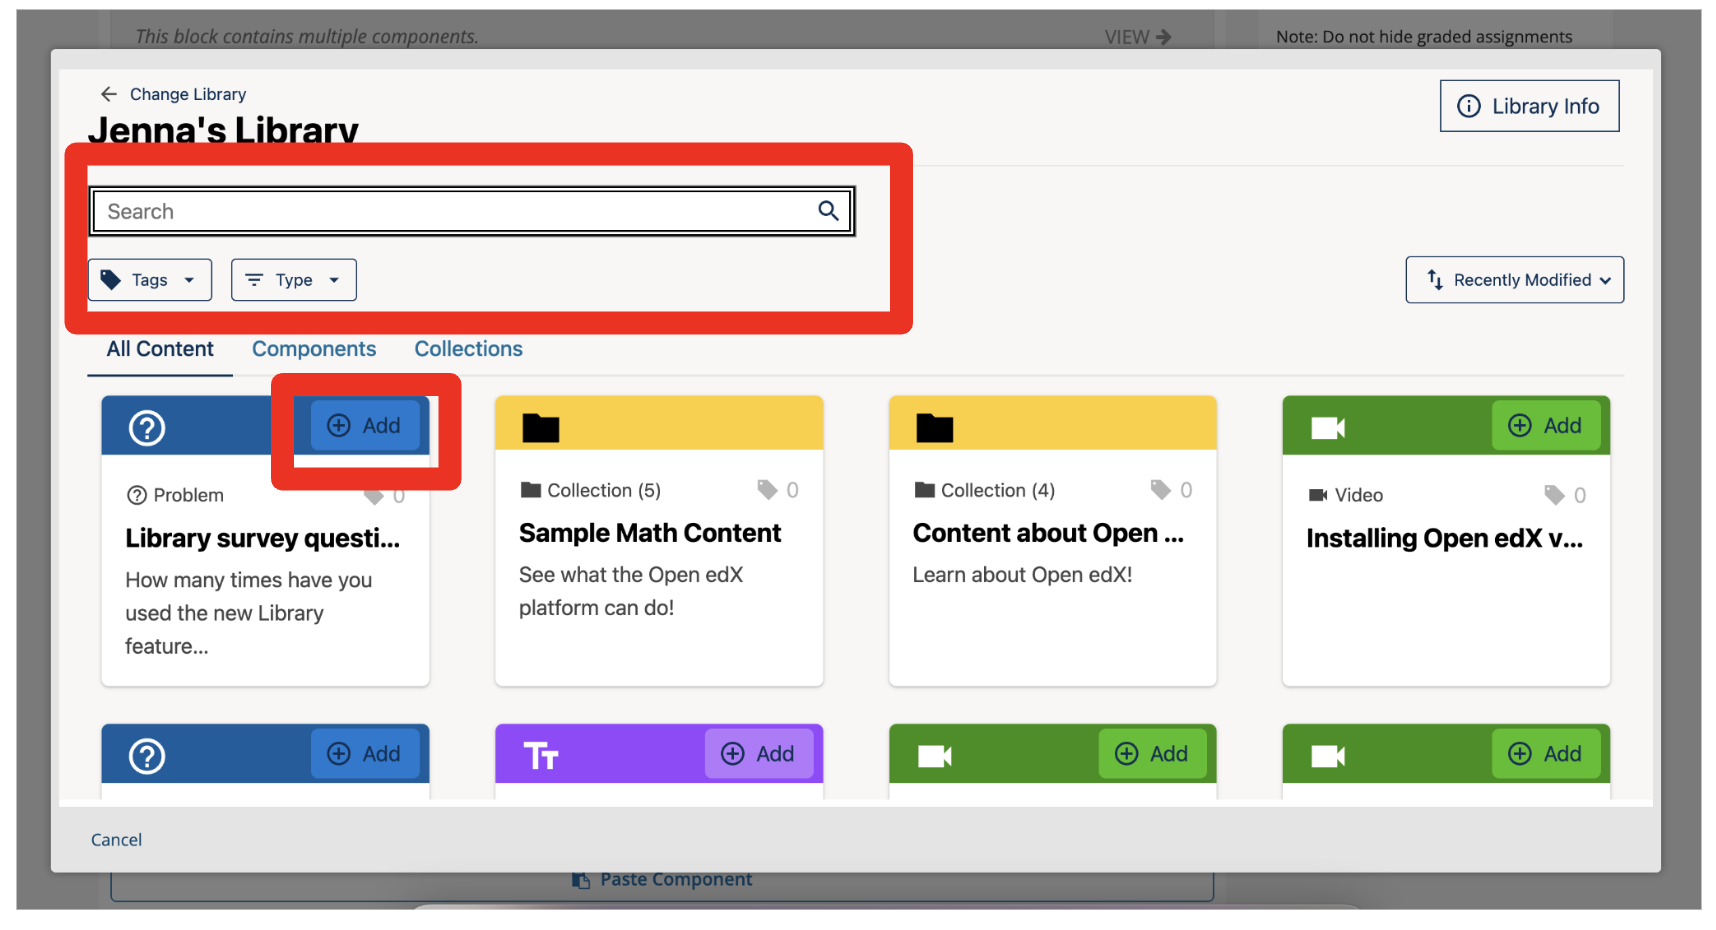 This block contains multiple components.
VIEW
Note: Do not hide graded assignments
Change Library
Jenna's Library
Library Info
Search
Tags
Type
Recently Modified
All Content
Components
Collections
Add
Add
Problem
0
Collection (5)
0
Collection (4)
0
Video
0
Library survey questi...
Sample Math Content
Content about Open ...
Installing Open edX v...
How many times have you
used the new Library
feature...
See what the Open edX
platform can do!
Learn about Open edX!
Add
TT
Add
Add
Add
Cancel
Paste Component